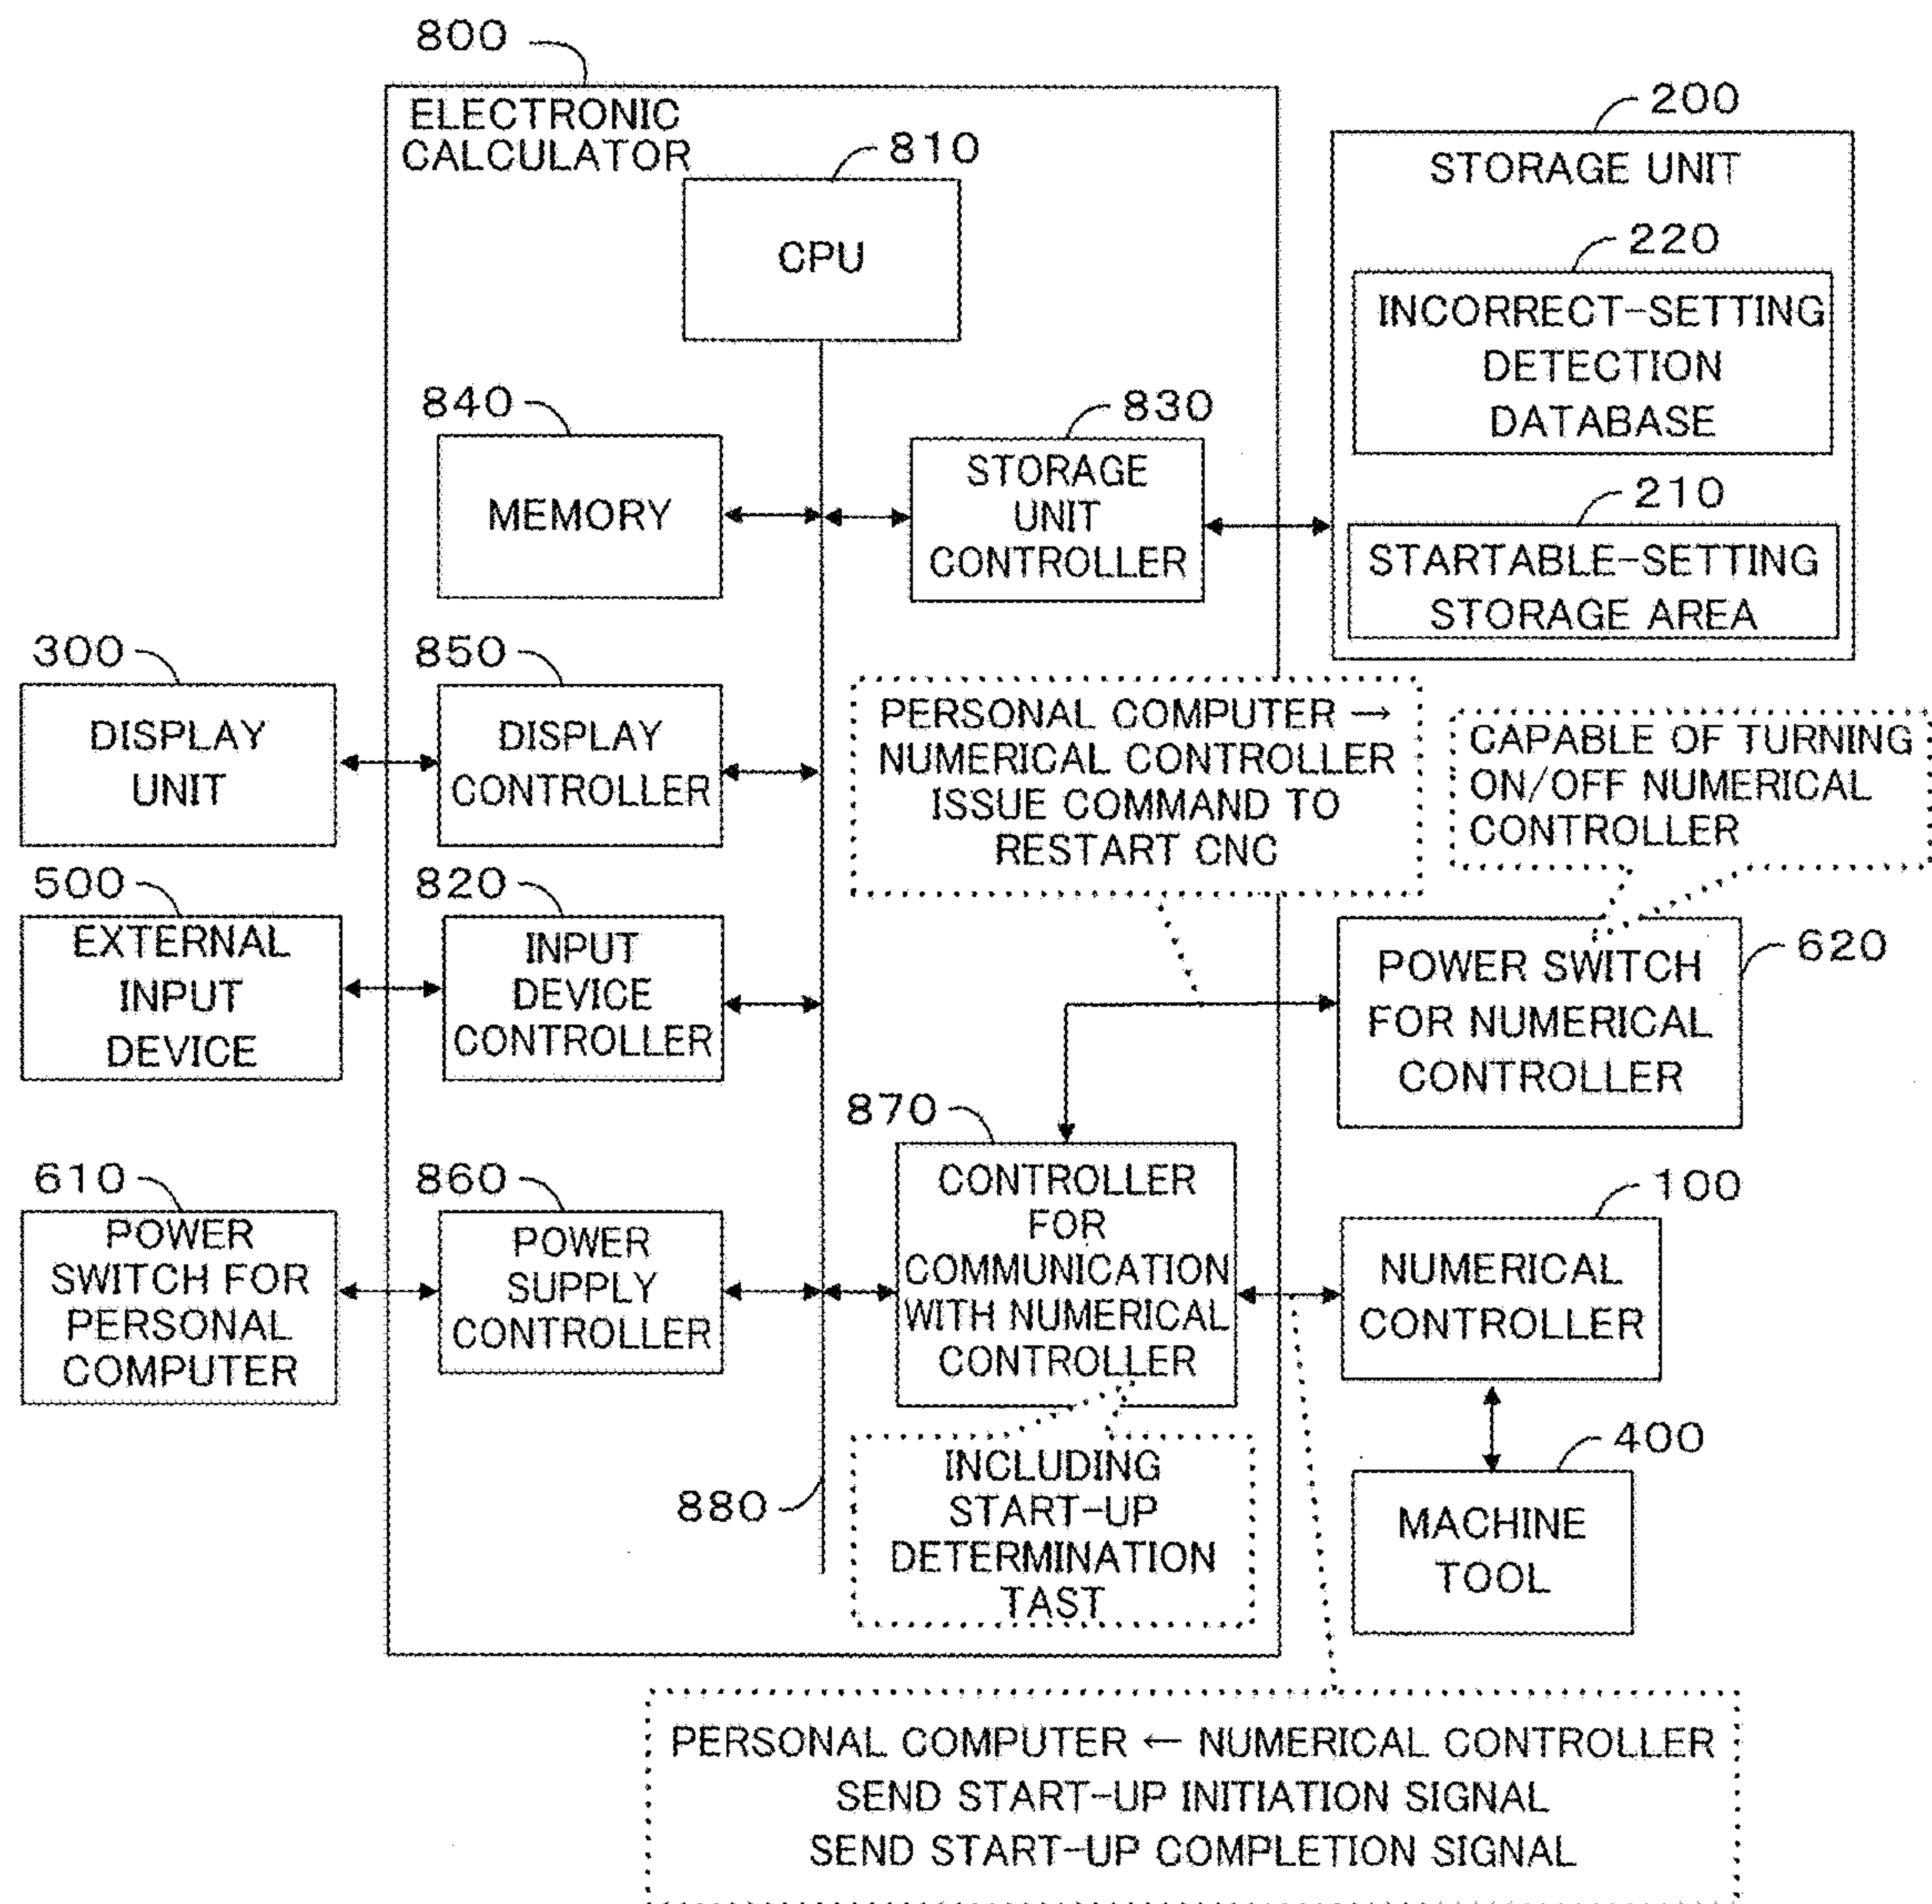 800
ELECTRONIC
CALCULATOR
810
CPU
200
STORAGE UNIT
220
INCORRECT-SETTING
DETECTION
DATABASE
210
STARTABLE-SETTING
STORAGE AREA
840
MEMORY
830
STORAGE
UNIT
CONTROLLER
300
DISPLAY
UNIT
850
DISPLAY
CONTROLLER
PERSONAL COMPUTER →
NUMERICAL CONTROLLER
ISSUE COMMAND TO
RESTART CNC
CAPABLE OF TURNING
ON/OFF NUMERICAL
CONTROLLER
500
EXTERNAL
INPUT
DEVICE
820
INPUT
DEVICE
CONTROLLER
POWER SWITCH
FOR NUMERICAL
CONTROLLER
620
610
POWER
SWITCH FOR
PERSONAL
COMPUTER
860
POWER
SUPPLY
CONTROLLER
870
CONTROLLER
FOR
COMMUNICATION
WITH NUMERICAL
CONTROLLER
100
NUMERICAL
CONTROLLER
880
INCLUDING
START-UP
DETERMINATION
TAST
400
MACHINE
TOOL
PERSONAL COMPUTER ← NUMERICAL CONTROLLER
SEND START-UP INITIATION SIGNAL
SEND START-UP COMPLETION SIGNAL